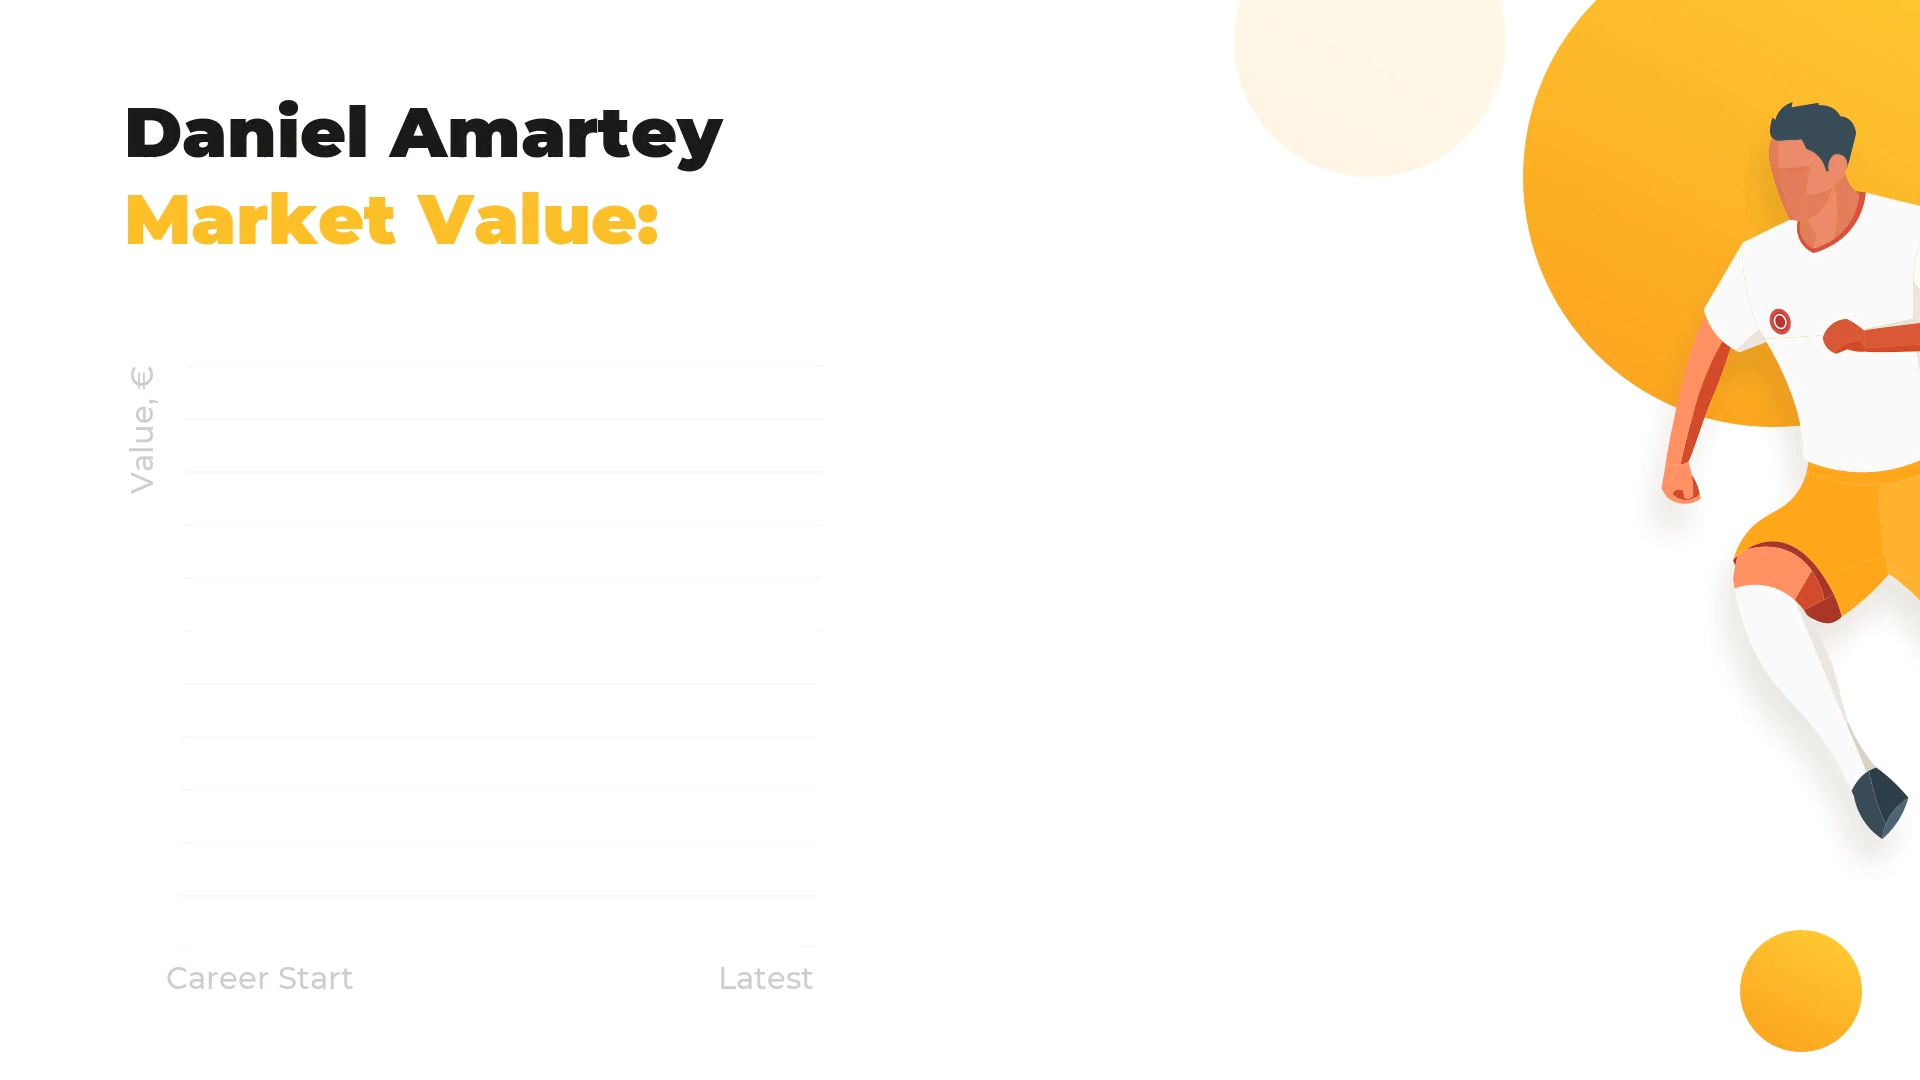 Daniel Amartey
Market Value:
Value, €
Career Start
Latest